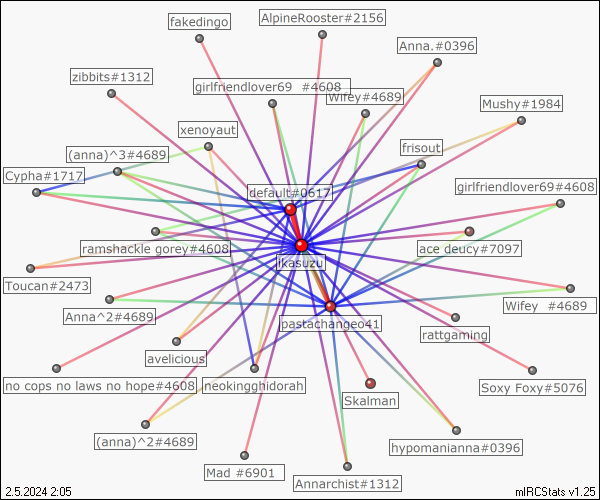 AlpineRooster#2156
fakedingo
Anna.#0396
zibbits#1312
girlfriendlover69 #4608
Wifey#4689
Mushy#1984
xenoyaut
(anna)^3#4689
frisout
Cypha#1717
default#0617
girlfriendlover69#4608
ramshackle gorey#4608
ace deucy#7097
ikasuzu
Toucan#2473
Anna^2#4689
Wifey #4689
pastachangeo41
rattgaming
avelicious
no cops no laws no hope#4608
neokingghidorah
Soxy Foxy#5076
Skalman
(anna)^2#4689
hypomanianna#0396
Mad #6901
Annarchist#1312
2.5.2024 2:05
mIRCStats v1.25